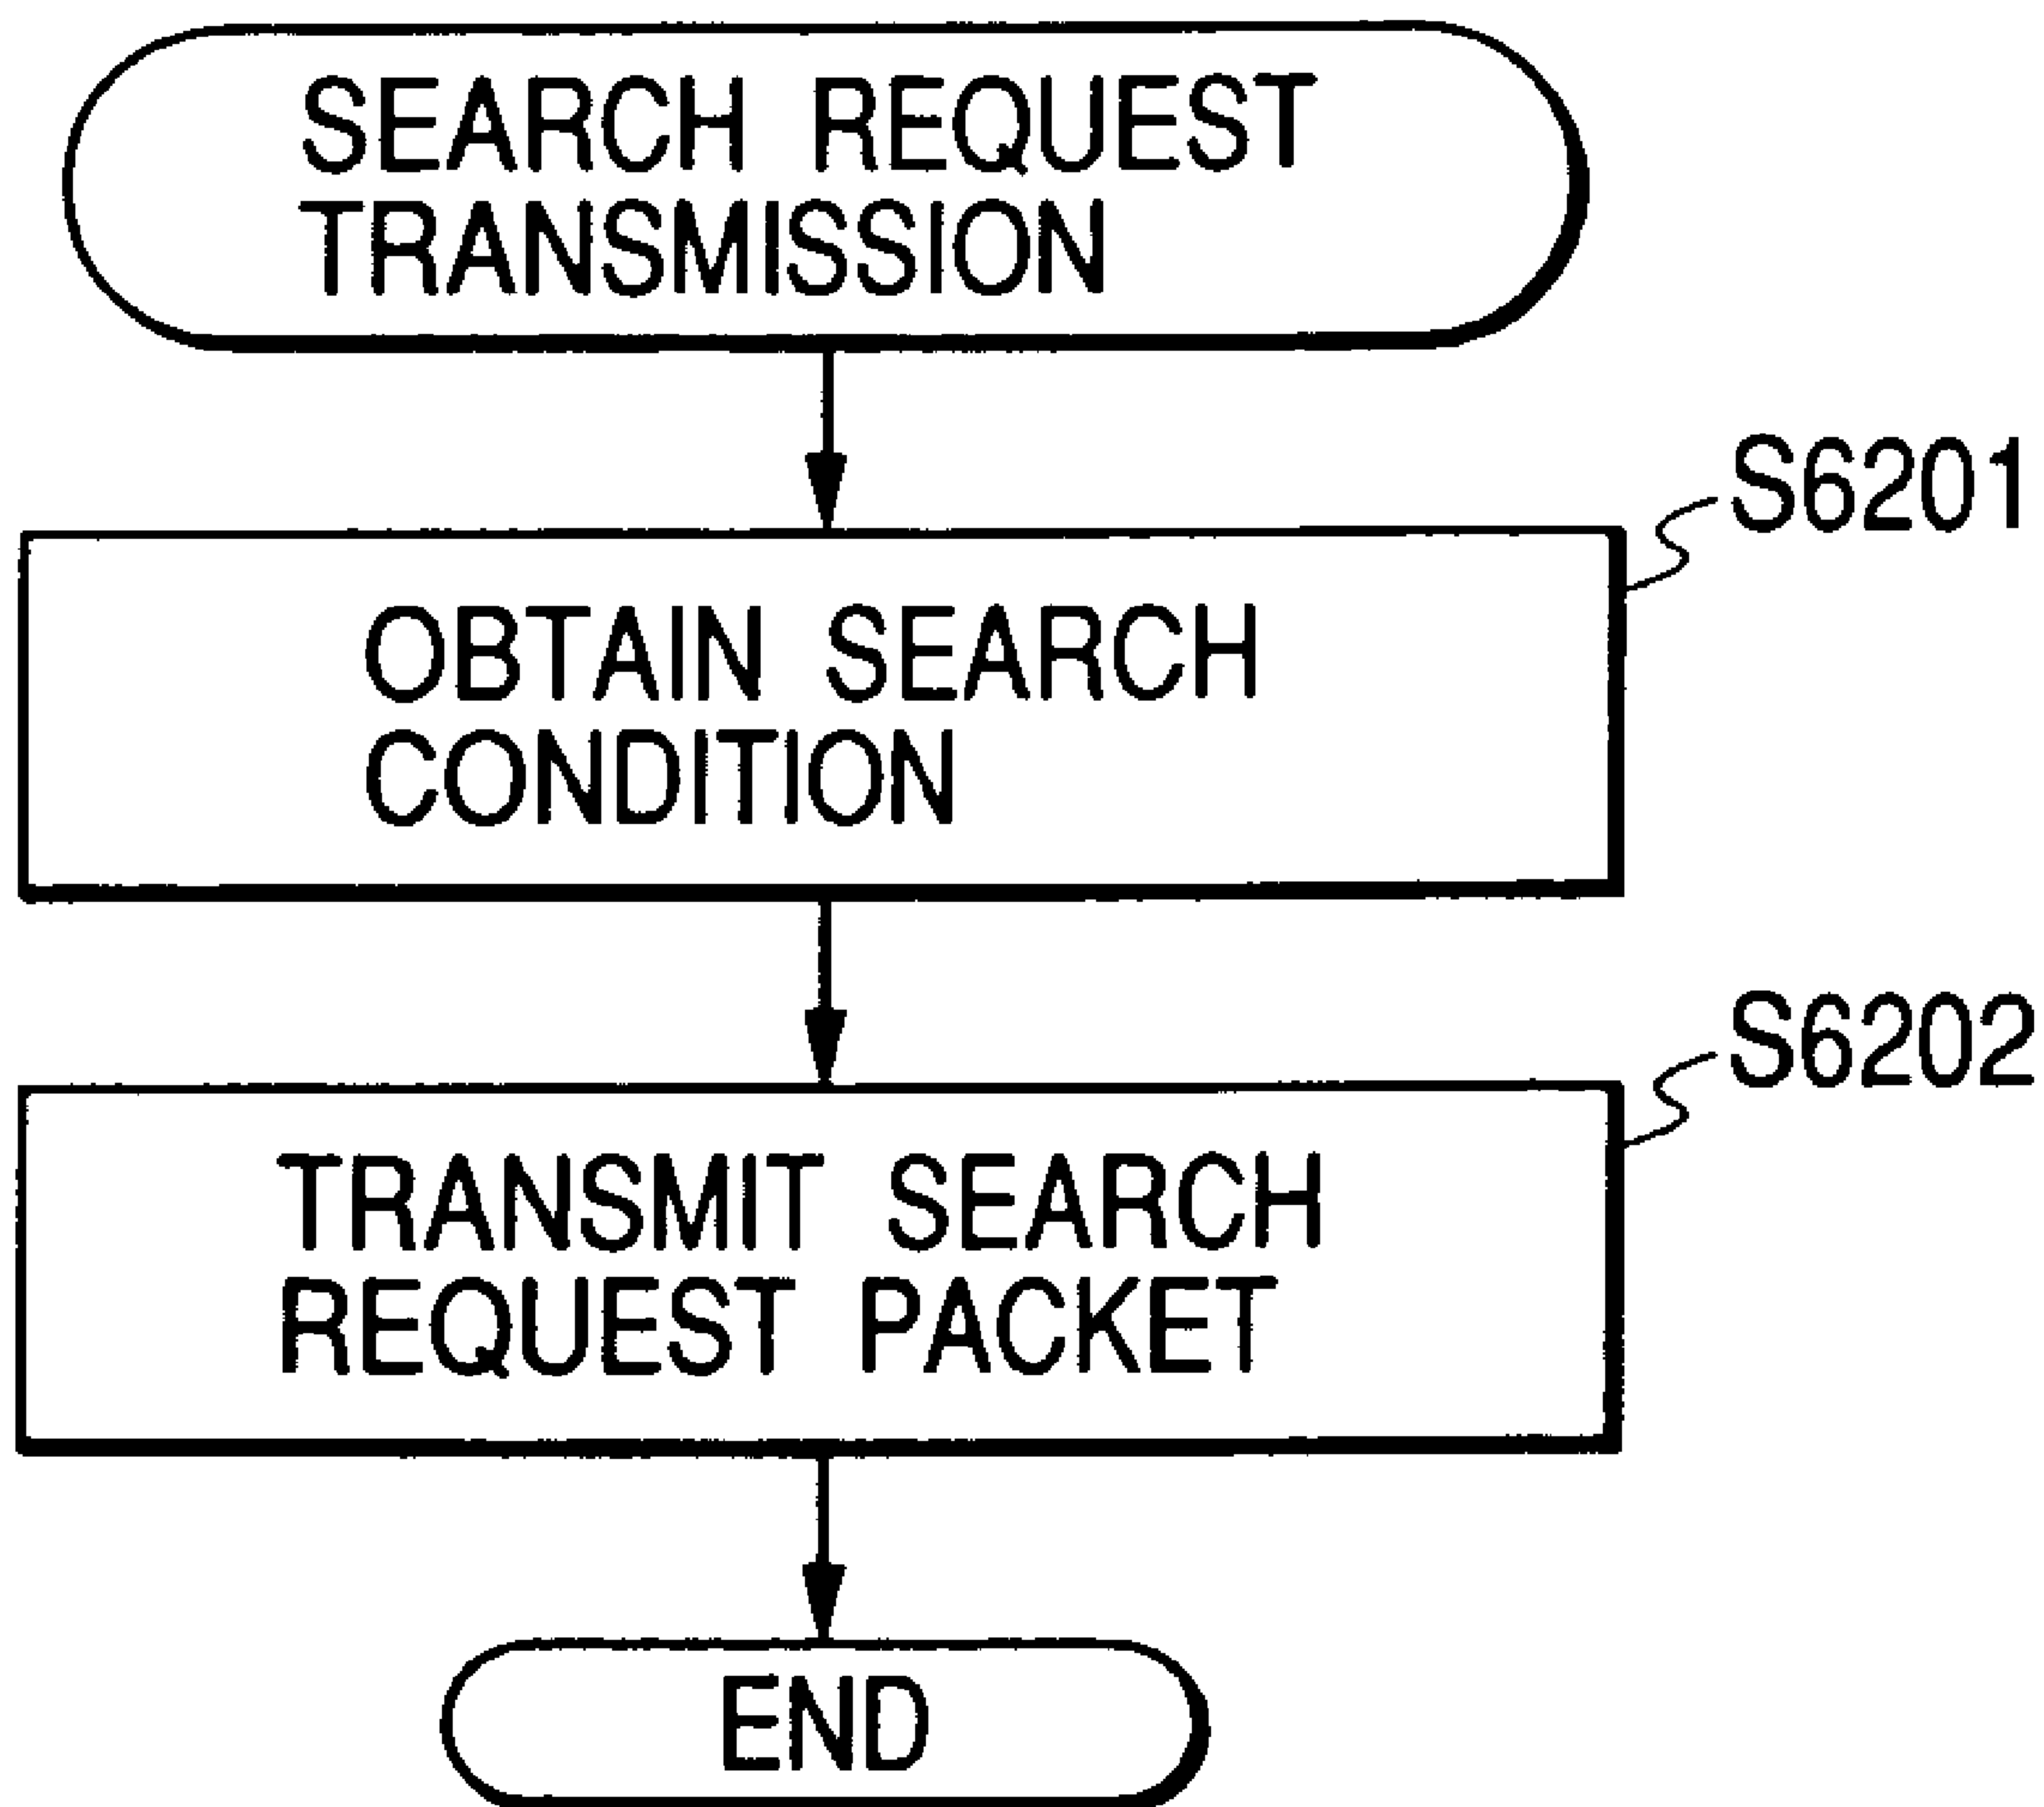 SEARCH REQUEST
TRANSMISSION
S6201
OBTAIN SEARCH
CONDITION
S6202
TRANSMIT SEARCH
REQUEST PACKET
END